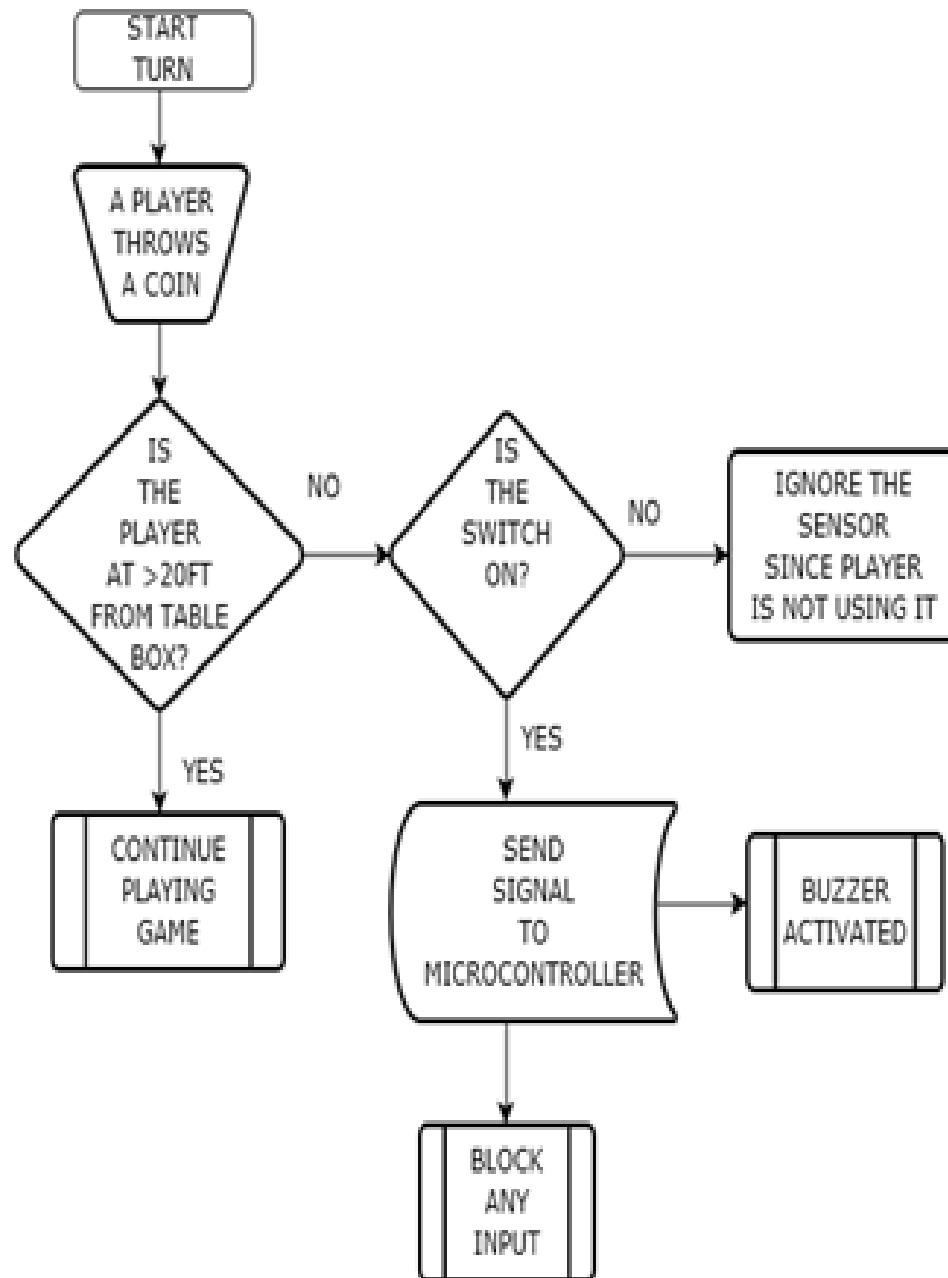 START
TURN
A PLAYER
THROWS
A COIN
IS
THE
PLAYER
AT >20FT
FROM TABLE
BOX?
NO
IS
THE
SWITCH
ON?
NO
IGNORE THE
SENSOR
SINCE PLAYER
IS NOT USING IT
YES
CONTINUE
PLAYING
GAME
YES
SEND
SIGNAL
TO
MICROCONTROLLER
BUZZER
ACTIVATED
BLOCK
ANY
INPUT